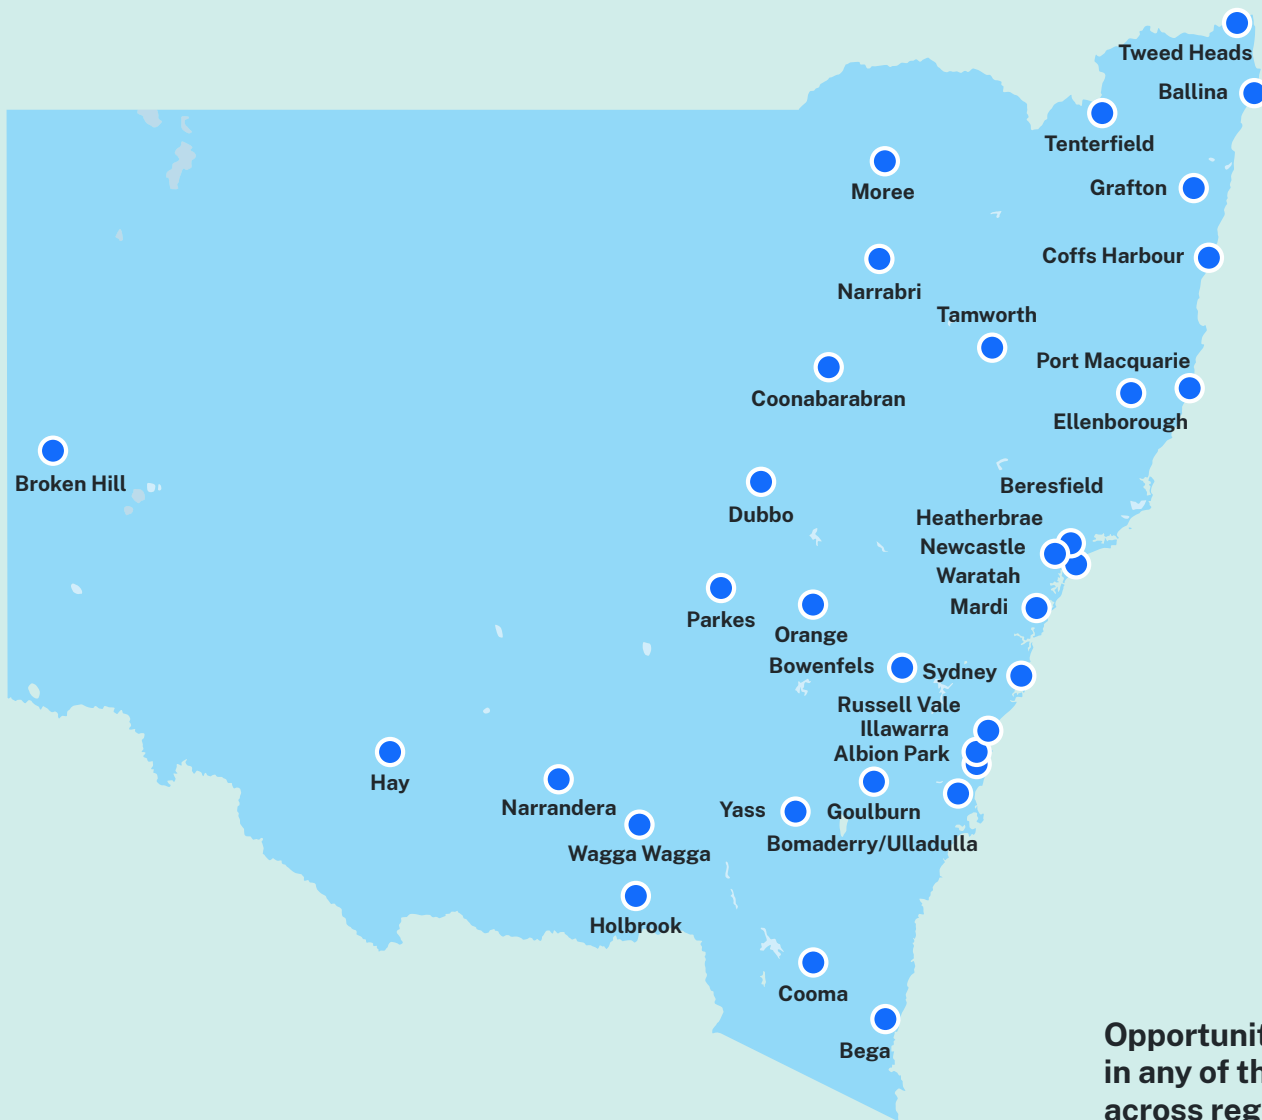 Tweed Heads
Ballina
Tenterfield
Moree
Grafton
Coffs Harbour
Narrabri
Tamworth
Port Macquarie
Coonabarabran
Ellenborough
Broken Hill
Beresfield
Dubbo
Heatherbrae
Newcastle
Waratah
Mardi
Parkes
Orange
Bowenfels
Sydney
Russell Vale
Illawarra
Albion Park
Hay
Narrandera
Yass
Goulburn
Bomaderry/Ulladulla
Wagga Wagga
Holbrook
Cooma
Bega
in any of